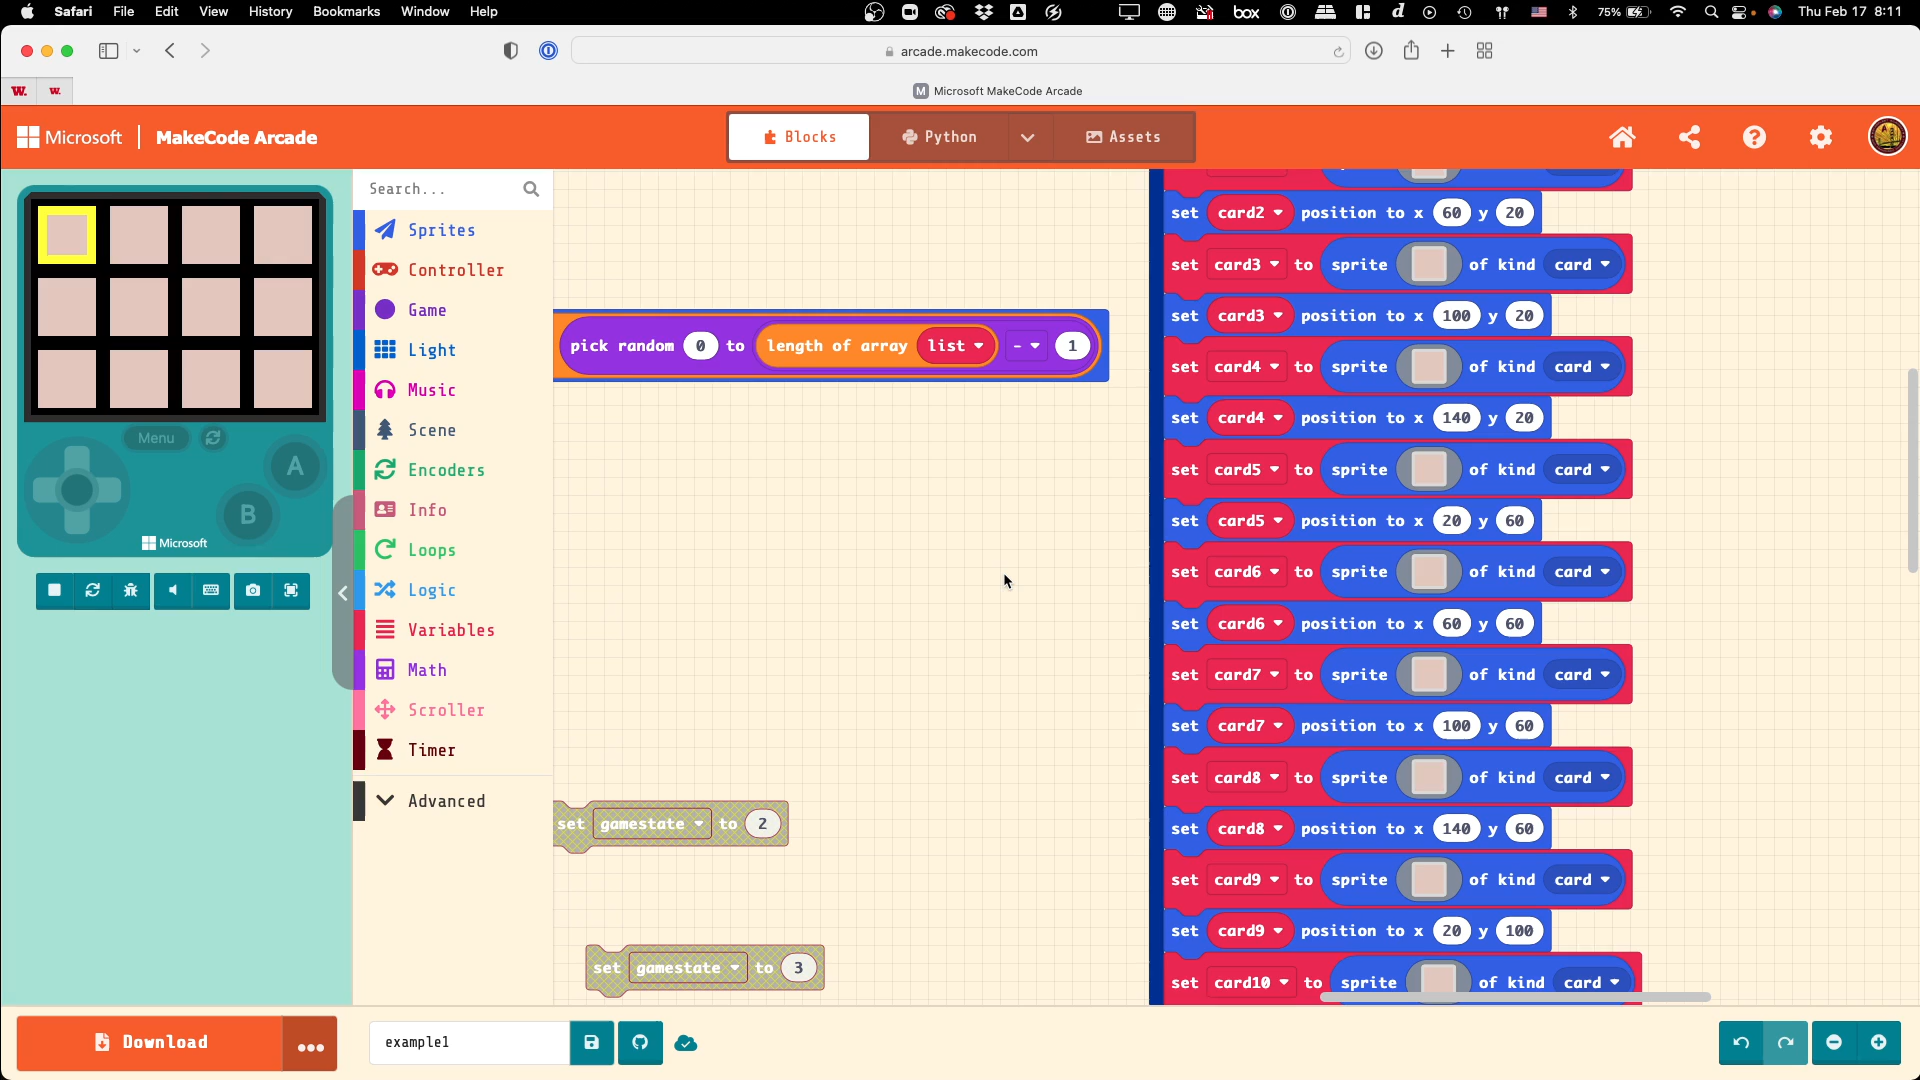 Safari File Edit View History Bookmarks Window Help box 75% Thu Feb 17 8:11
arcade.makecode.com
W. W. M Microsoft MakeCode Arcade
Microsoft MakeCode Arcade Blocks Python Assets
Search...
Sprites
Controller
Game
Light
Music
Scene
Encoders
Info
Loops
Logic
Variables
Math
Scroller
Timer
Advanced
Menu
A
B
Microsoft
pick random 0 to length of array list - 1
set gamestate to 2
set gamestate to 3
set card2 position to x 60 y 20
set card3 to sprite of kind card
set card3 position to x 100 y 20
set card4 to sprite of kind card
set card4 position to x 140 y 20
set card5 to sprite of kind card
set card5 position to x 20 y 60
set card6 to sprite of kind card
set card6 position to x 60 y 60
set card7 to sprite of kind card
set card7 position to x 100 y 60
set card8 to sprite of kind card
set card8 position to x 140 y 60
set card9 to sprite of kind card
set card9 position to x 20 y 100
set card10 to sprite of kind card
Download
example1